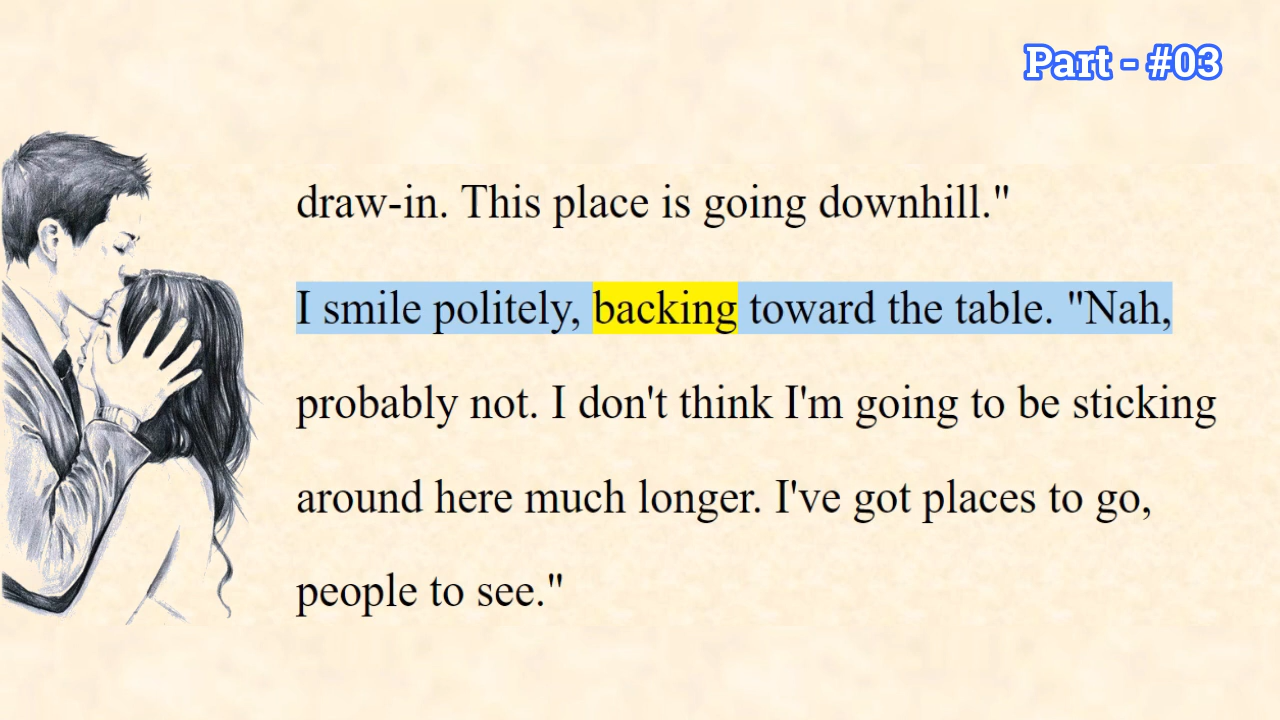 Part - #03
draw-in. This place is going downhill."
I smile politely, backing toward the table. "Nah,
probably not. I don't think I'm going to be sticking
around here much longer. I've got places to go,
people to see."